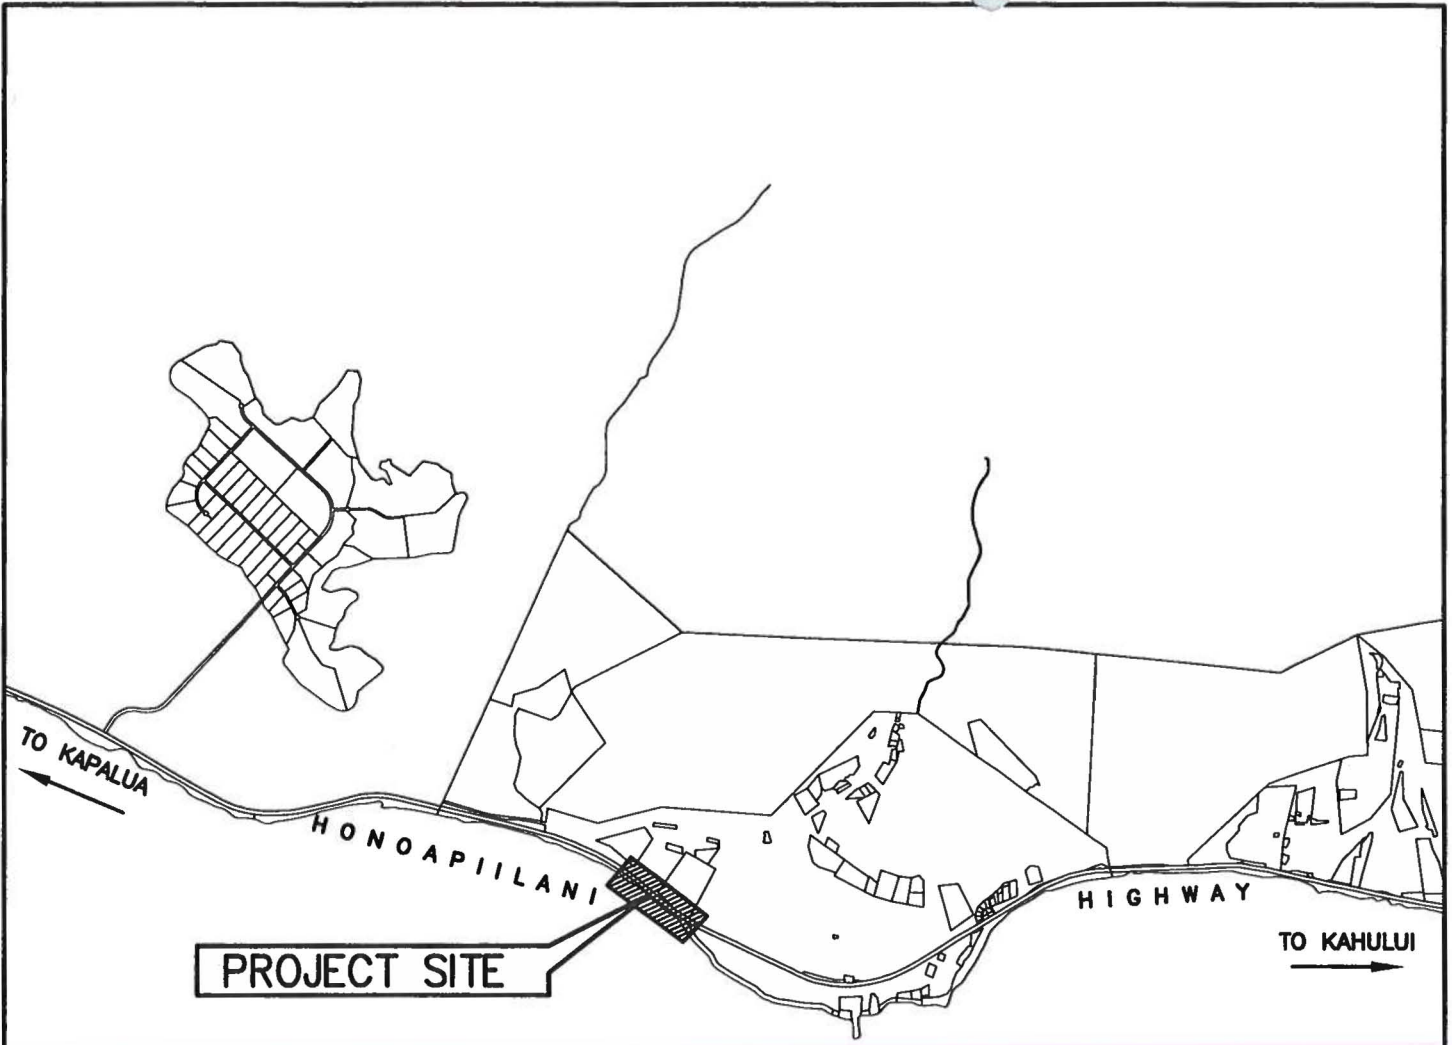 TO KAPALUA
HONOAPIILANI
HIGHWAY
TO KAHULUI
PROJECT SITE